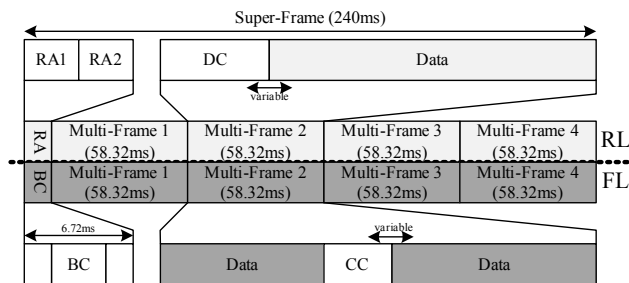 Super-Frame (240ms)
RA1 RA2 DC Data
variable
RA Multi-Frame 1 Multi-Frame 2 Multi-Frame 3 Multi-Frame 4 RL
(58.32ms) (58.32ms) (58.32ms) (58.32ms)
BC Multi-Frame 1 Multi-Frame 2 Multi-Frame 3 Multi-Frame 4 FL
(58.32ms) (58.32ms) (58.32ms) (58.32ms)
6.72ms variable
BC Data CC Data